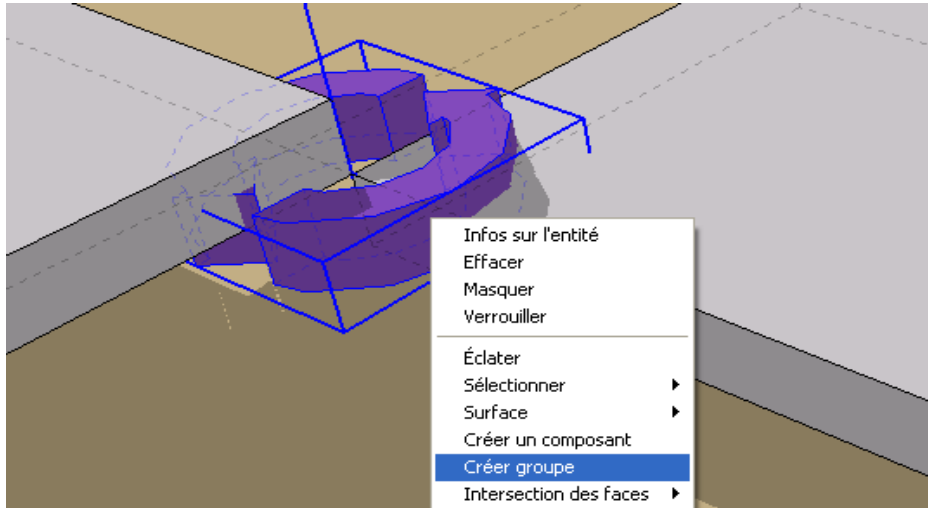 Infos sur l'entité
Effacer
Masquer
Verrouiller
Éclater
Sélectionner
Surface
Créer un composant
Créer groupe
Intersection des faces